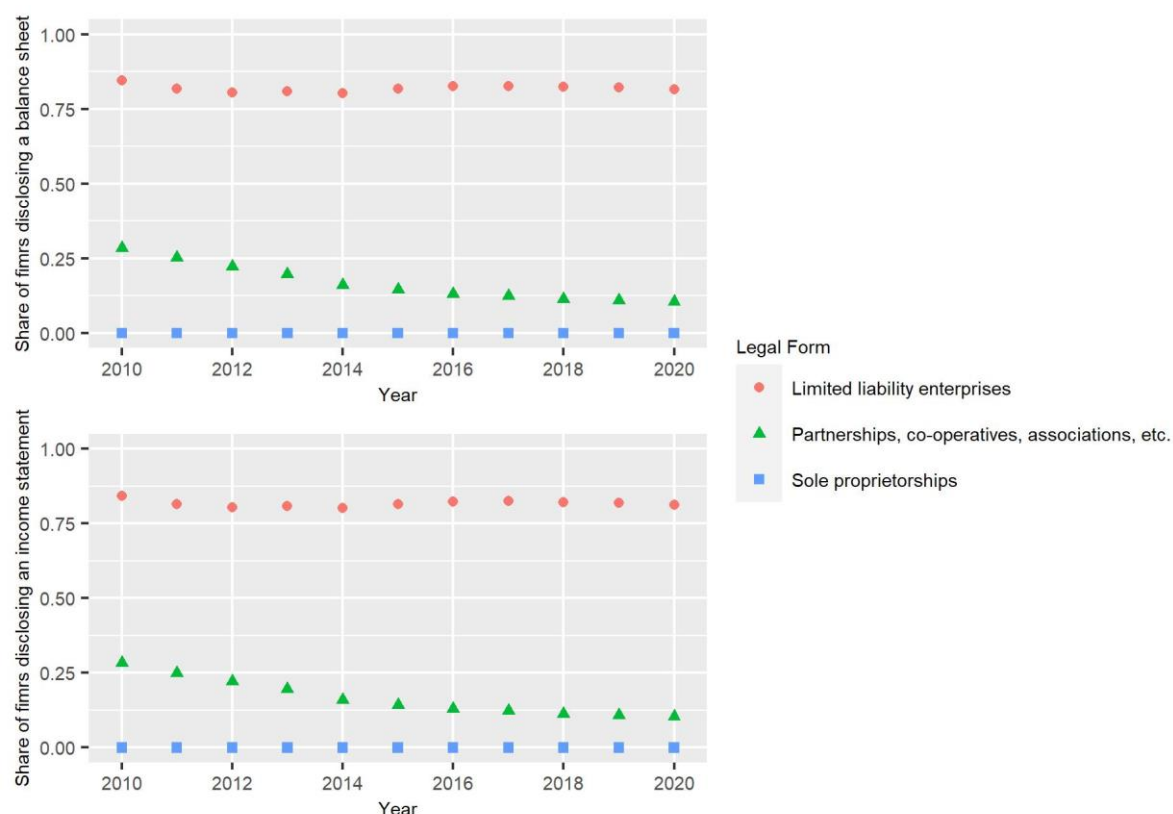 Share of fimrs disclosing a balance sheet
1.00
0.75
0.50
0.25
0.00
2010 2012 2014 2016 2018 2020
Year
Legal Form
Limited liability enterprises
Partnerships, co-operatives, associations, etc.
Sole proprietorships
Share of fimrs disclosing an income statement
1.00
0.75
0.50
0.25
0.00
2010 2012 2014 2016 2018 2020
Year